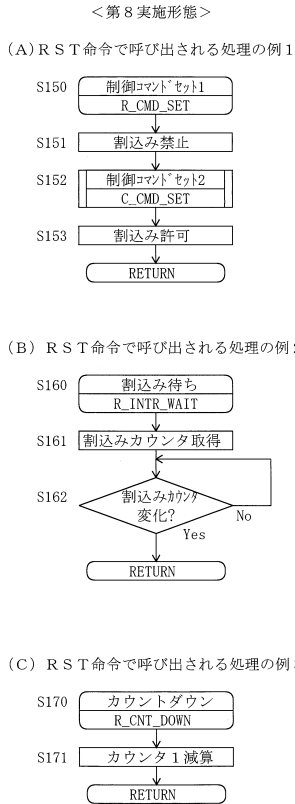 ＜第８実施形態＞
(A)ＲＳＴ命令で呼び出される処理の例１
S150
制御ｺﾏﾝﾄﾞｾｯﾄ1
R_CMD_SET
S151
割込み禁止
S152
制御ｺﾏﾝﾄﾞｾｯﾄ2
C_CMD_SET
S153
割込み許可
RETURN
(B) ＲＳＴ命令で呼び出される処理の例
S160
割込み待ち
R_INTR_WAIT
S161
割込みカウンタ取得
S162
割込みｶｳﾝﾀ
変化?
No
Yes
RETURN
(C) ＲＳＴ命令で呼び出される処理の例
S170
カウントダウン
R_CNT_DOWN
S171
カウンタ１減算
RETURN